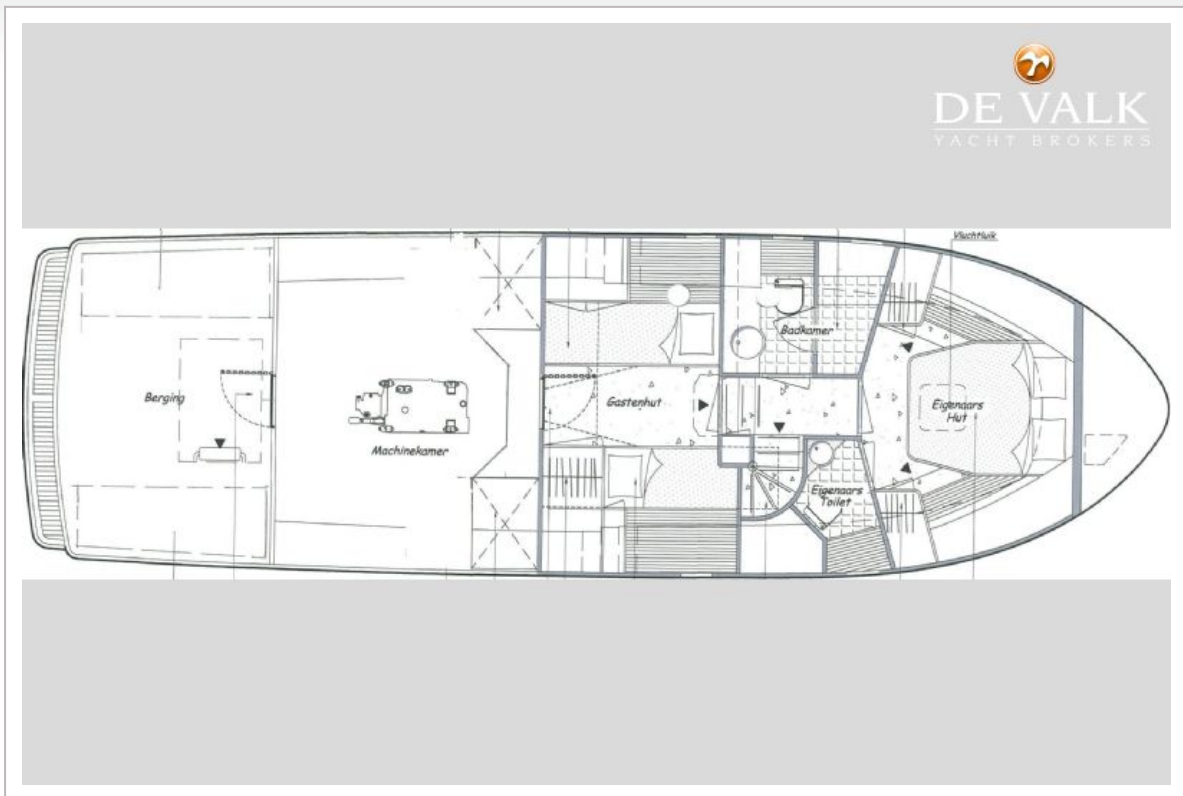 DE VALK
YACHT BROKERS
Vluchtluik
Badkamer
Berging
Gastenhut
Eigenaars
Hut
Machinekamer
Eigenaars
Toilet